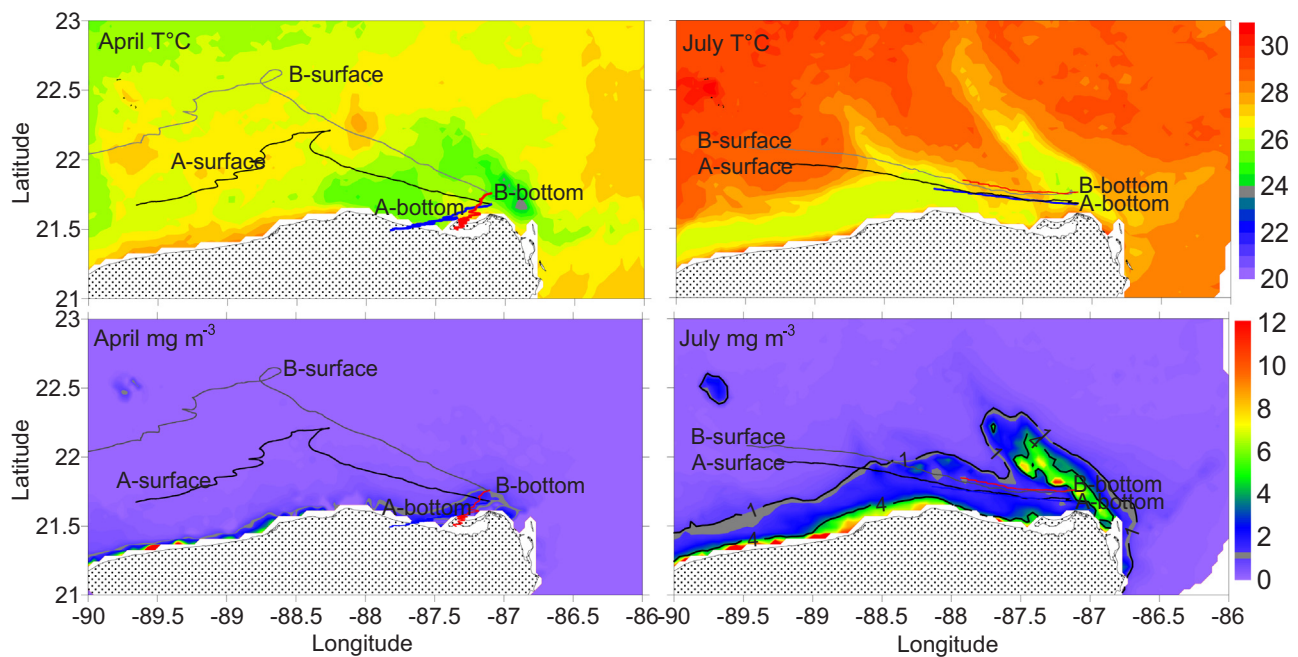 23
22.5
22
21.5
21
Latitude
April T°C
B-surface
A-surface
A-bottom
B-bottom
July T°C
B-surface
A-surface
B-bottom
A-bottom
30
28
26
24
22
20
23
22.5
22
21.5
21
Latitude
April mg m-3
B-surface
A-surface
A-bottom
B-bottom
July mg m-3
B-surface
A-surface
B-bottom
A-bottom
1
1
1
4
1
4
4
1
12
10
8
6
4
2
0
-90 -89.5 -89 -88.5 -88 -87.5 -87 -86.5 -86
Longitude
-90 -89.5 -89 -88.5 -88 -87.5 -87 -86.5 -86
Longitude